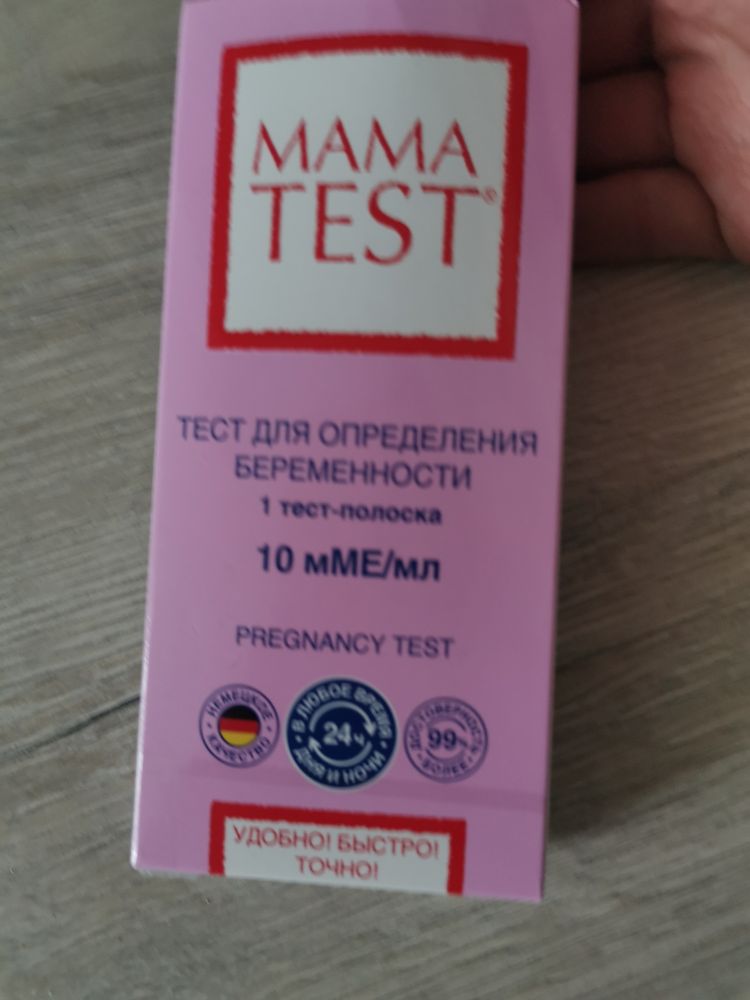 MAMA
TEST®
ТЕСТ ДЛЯ ОПРЕДЕЛЕНИЯ
БЕРЕМЕННОСТИ
1 тест-полоска
10 мМЕ/мл
PREGNANCY TEST
НЕМЕЦКОЕ
КАЧЕСТВО
В ЛЮБОЕ ВРЕМЯ
24ч
ДНЯ И НОЧИ
ДОСТОВЕРНОСТЬ
99%
БОЛЕЕ
УДОБНО! БЫСТРО!
ТОЧНО!